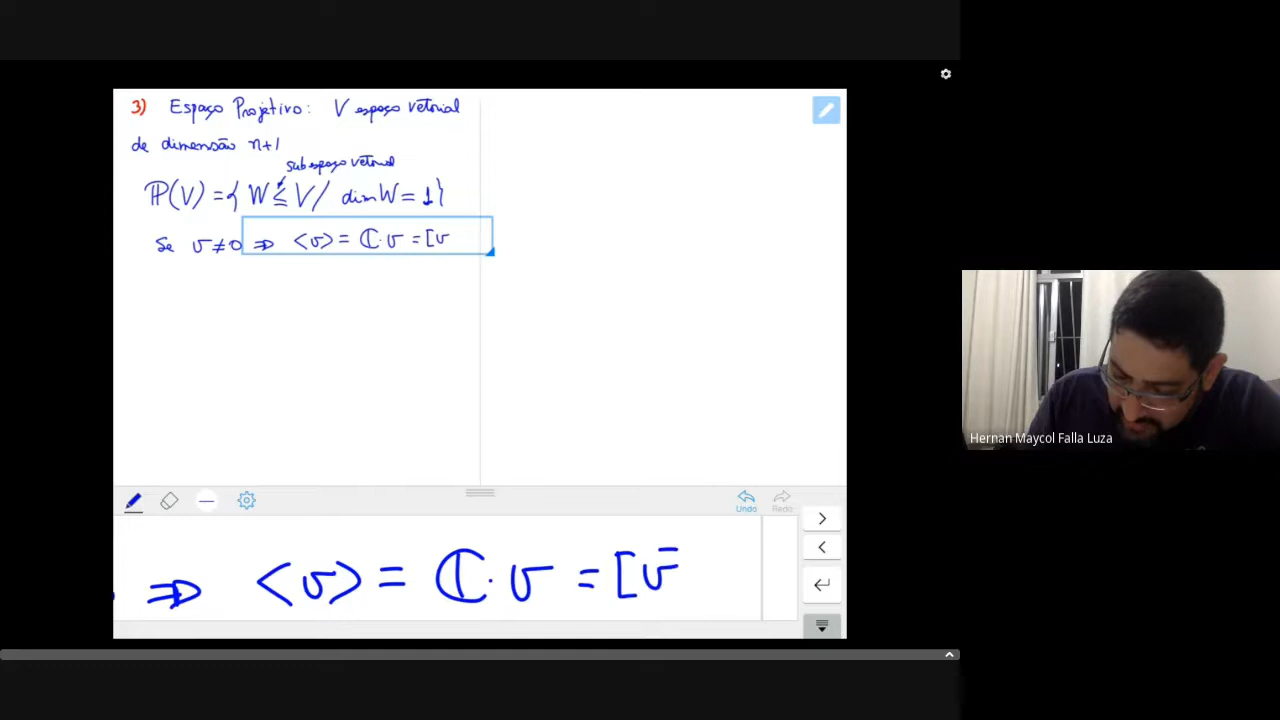 3) Espaço Projetivo: V espaço vetorial
de dimensão n+1
subespaço vetorial
ℙ(V) = { W ≤ V / dim W = 1 }
Se v ≠ 0 ⇒ <v> = ℂ·v = [v
Undo
Redo
⇒ <v> = ℂ·v = [v̄
Hernan Maycol Falla Luza